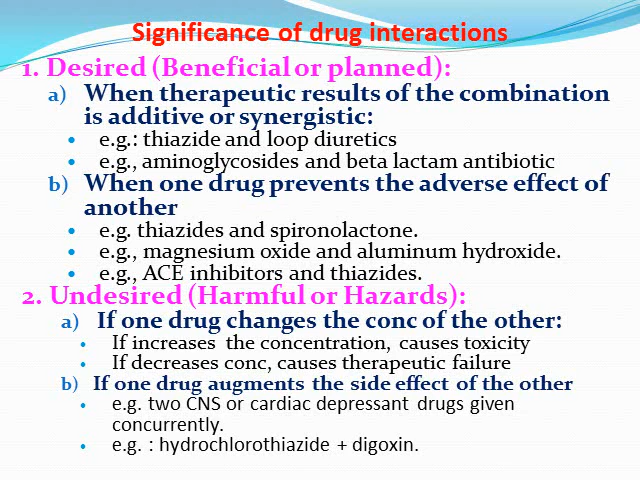 Significance of drug interactions
1. Desired (Beneficial or planned):
a) When therapeutic results of the combination
is additive or synergistic:
• e.g.: thiazide and loop diuretics
• e.g., aminoglycosides and beta lactam antibiotic
b) When one drug prevents the adverse effect of
another
• e.g. thiazides and spironolactone.
• e.g., magnesium oxide and aluminum hydroxide.
• e.g., ACE inhibitors and thiazides.
2. Undesired (Harmful or Hazards):
a) If one drug changes the conc of the other:
• If increases the concentration, causes toxicity
• If decreases conc, causes therapeutic failure
b) If one drug augments the side effect of the other
• e.g. two CNS or cardiac depressant drugs given
concurrently.
• e.g. : hydrochlorothiazide + digoxin.